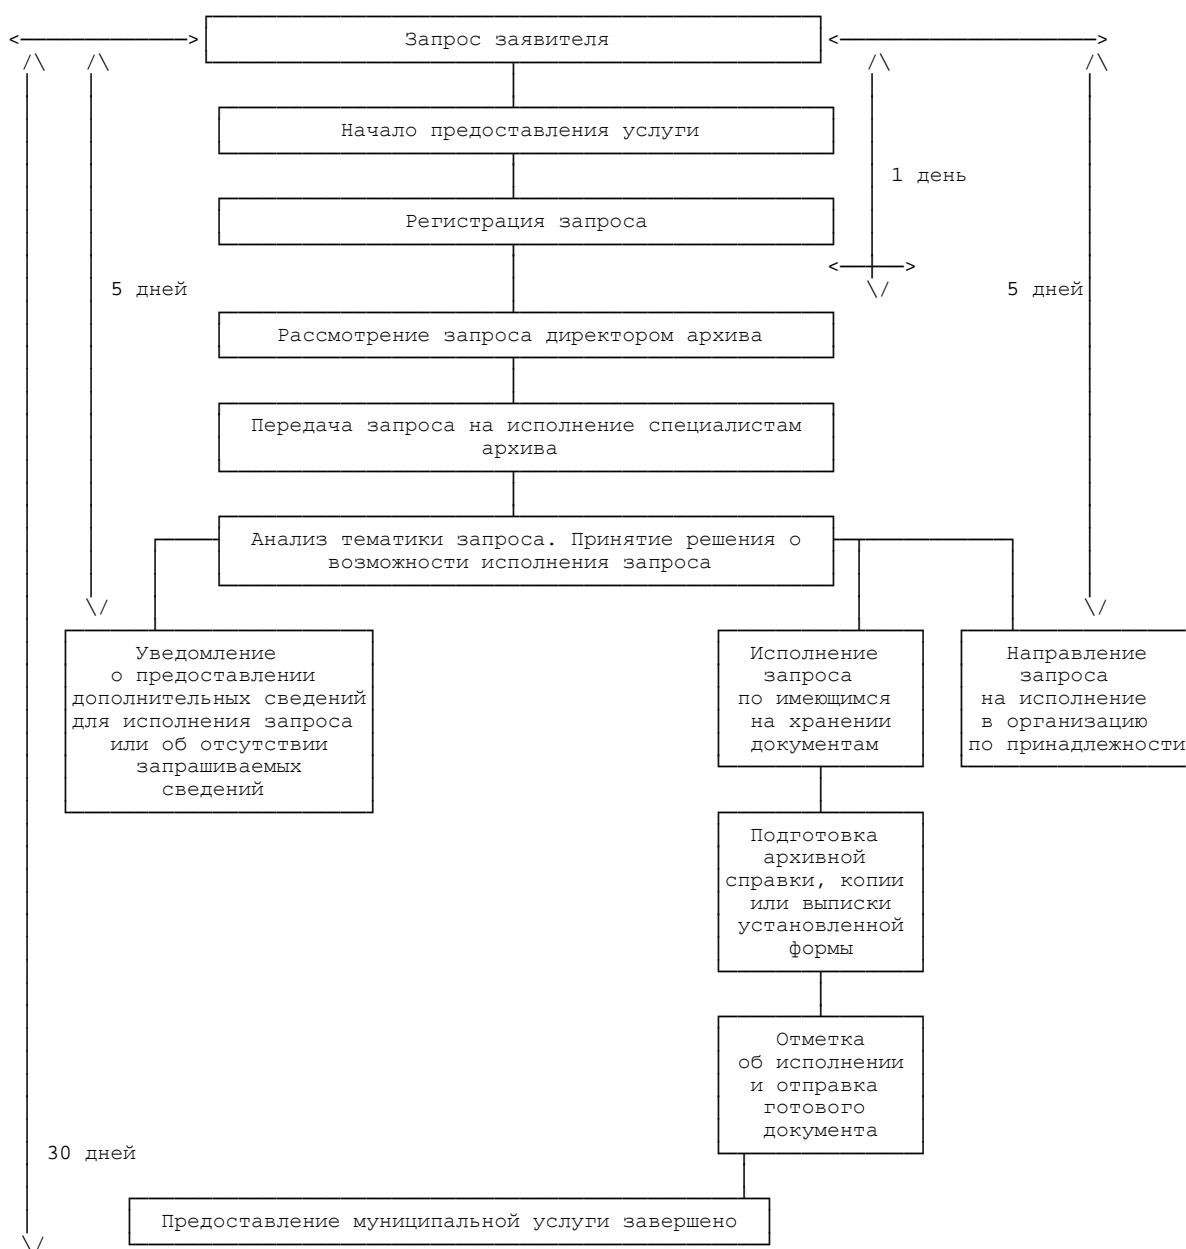 Запрос заявителя
Начало предоставления услуги
1 день
Регистрация запроса
5 дней
5 дней
Рассмотрение запроса директором архива
Передача запроса на исполнение специалистам
архива
Анализ тематики запроса. Принятие решения о
возможности исполнения запроса
Уведомление
о предоставлении
дополнительных сведений
для исполнения запроса
или об отсутствии
запрашиваемых
сведений
Исполнение
запроса
по имеющимся
на хранении
документам
Направление
запроса
на исполнение
в организацию
по принадлежности
Подготовка
архивной
справки, копии
или выписки
установленной
формы
Отметка
об исполнении
и отправка
готового
документа
30 дней
Предоставление муниципальной услуги завершено